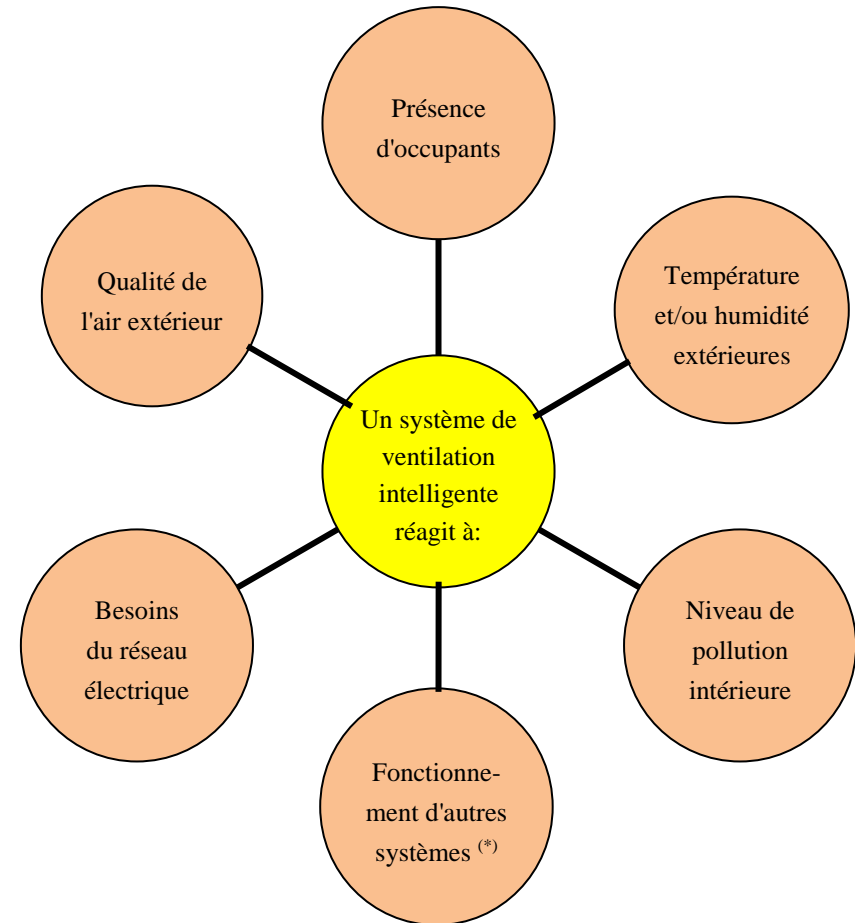 Présence
d'occupants
Qualité de
l'air extérieur
Température
et/ou humidité
extérieures
Un système de
ventilation
intelligente
réagit à:
Besoins
du réseau
électrique
Niveau de
pollution
intérieure
Fonctionne-
ment d'autres
systèmes (*)